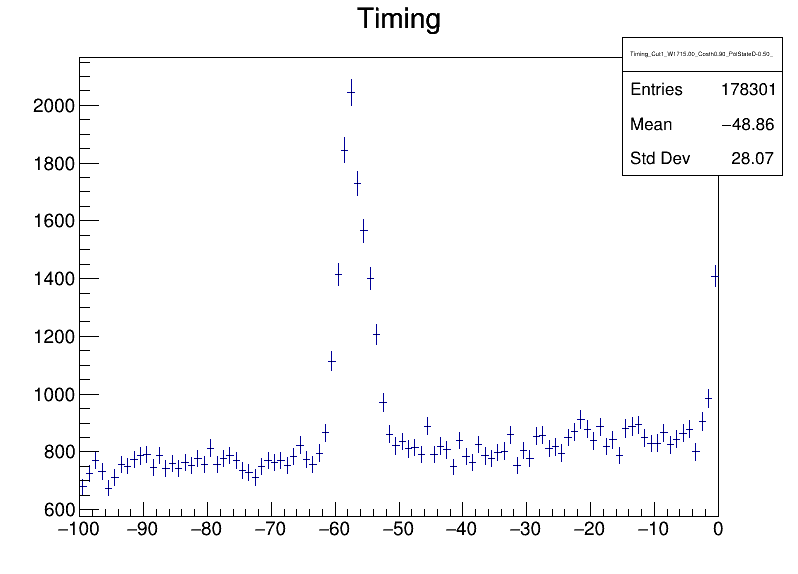 Timing
Timing_Cut1_W1715.00_Costh0.90_PolStateD-0.50_
Entries 178301
Mean −48.86
Std Dev 28.07
2000
1800
1600
1400
1200
1000
800
600
−100 −90 −80 −70 −60 −50 −40 −30 −20 −10 0